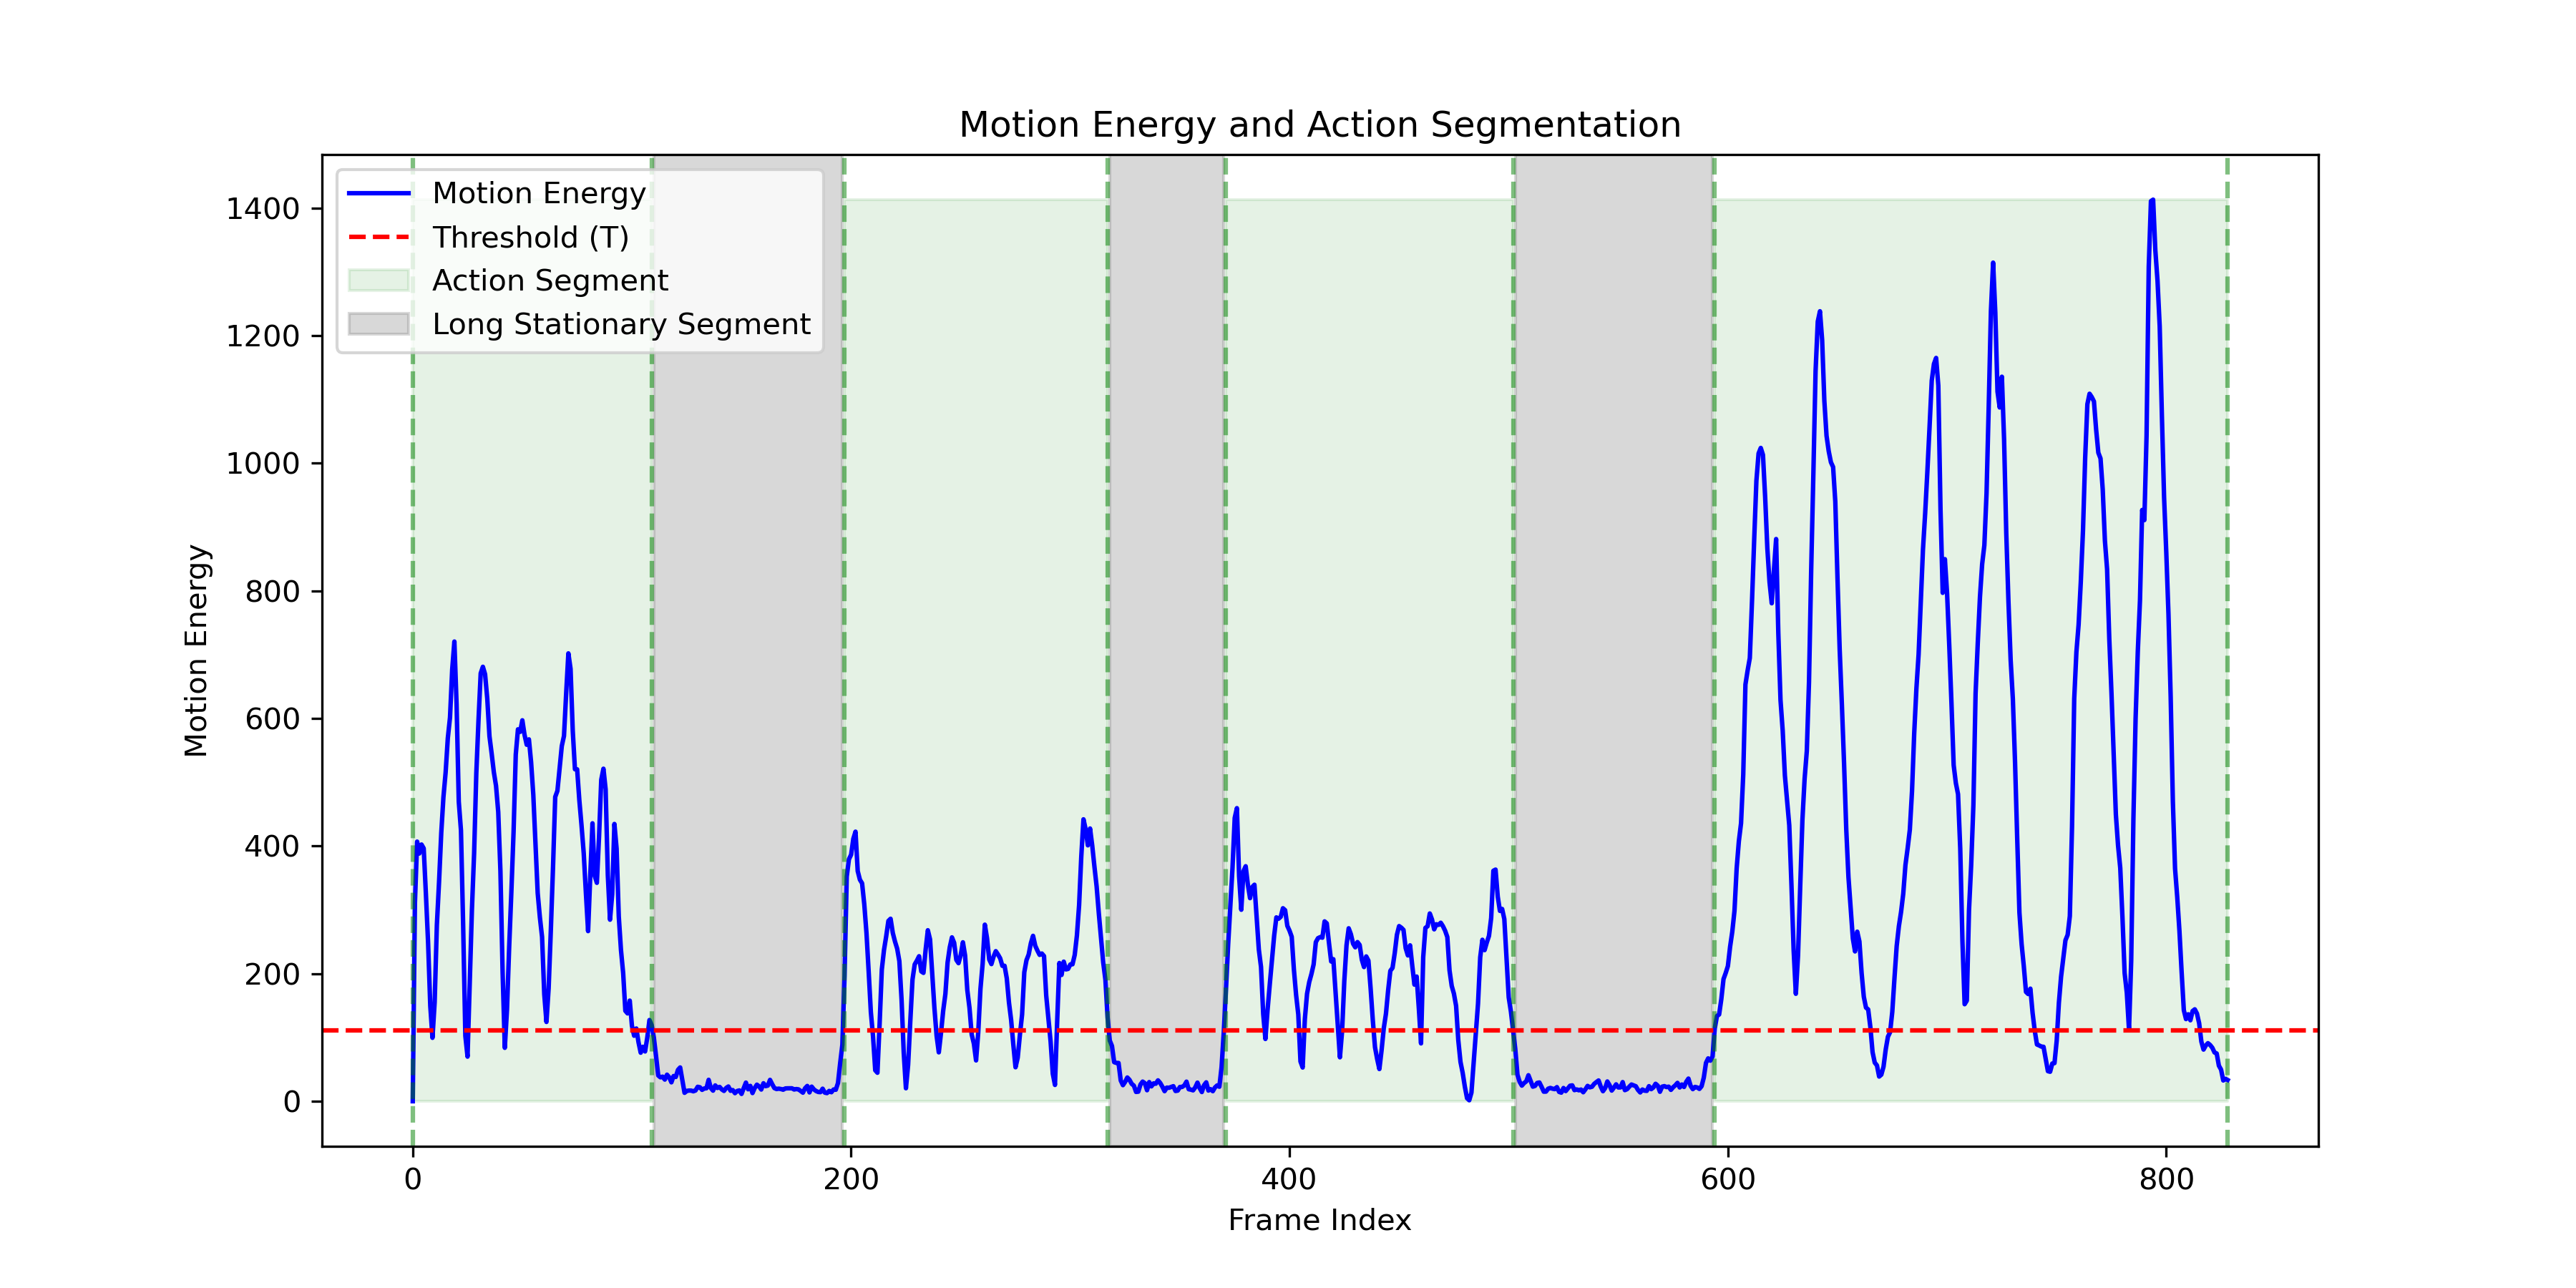 Motion Energy and Action Segmentation
Motion Energy
Threshold (T)
Action Segment
Long Stationary Segment
1400
1200
1000
800
600
400
200
0
Motion Energy
0 200 400 600 800
Frame Index